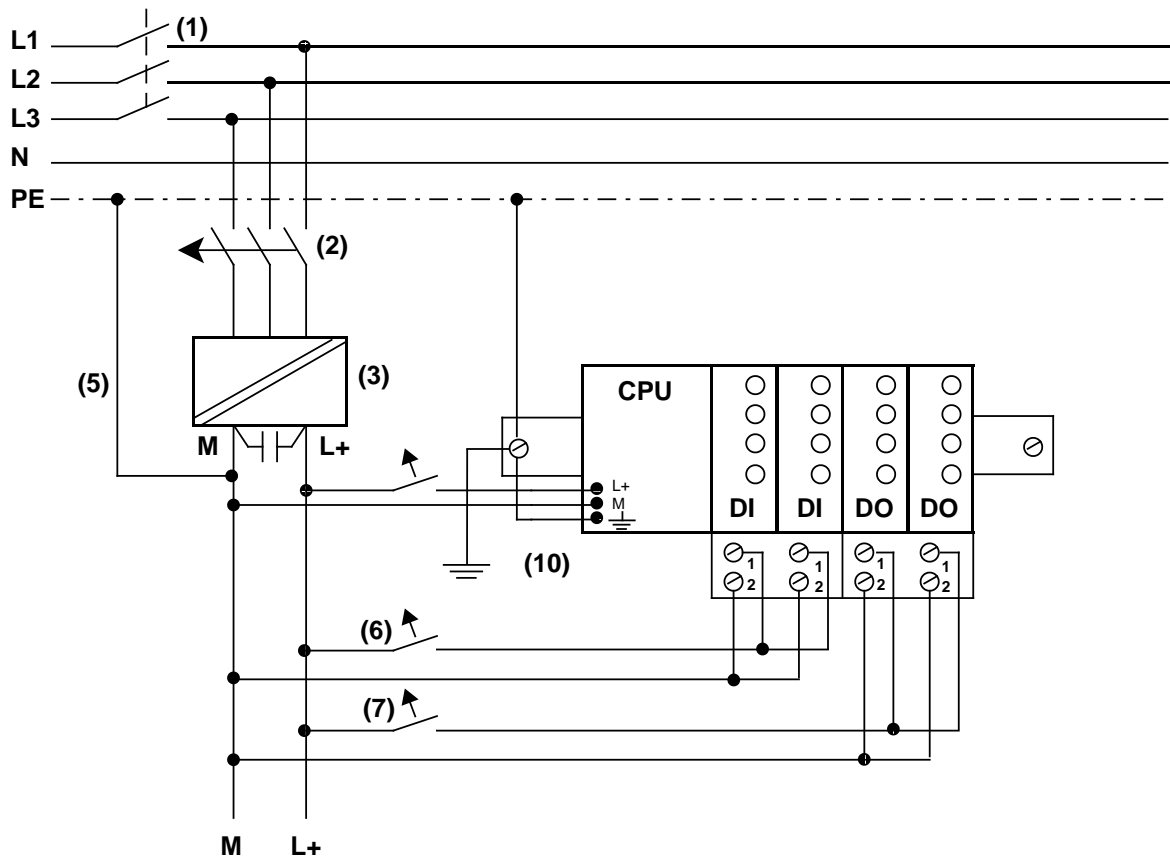 L1
(1)
L2
L3
N
PE
(2)
(5)
(3)
M
L+
CPU
L+
M
DI
DI
DO
DO
(10)
1
1
1
1
2
2
2
2
(6)
(7)
M
L+